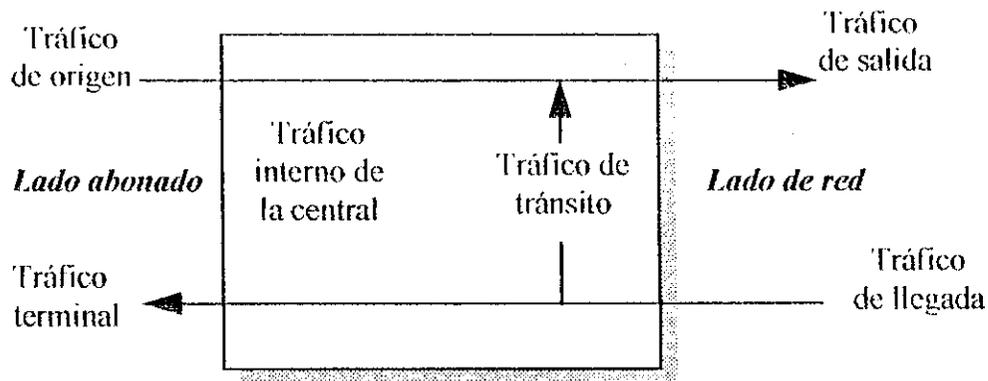 Tráfico
de origen
Tráfico
de salida
Tráfico
interno de
la central
Tráfico de
tránsito
Lado abonado
Lado de red
Tráfico
terminal
Tráfico
de llegada